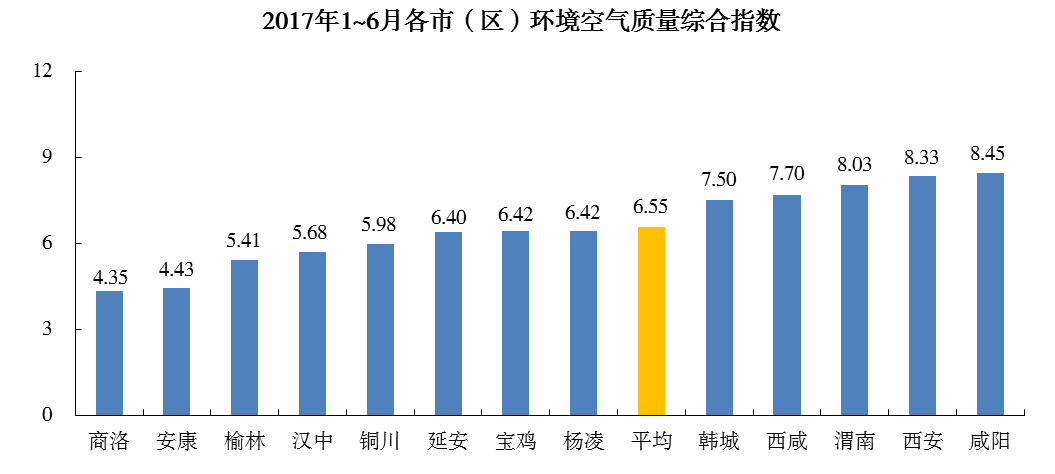 2017年1~6月各市（区）环境空气质量综合指数
12
9
6
3
0
4.35 4.43 5.41 5.68 5.98 6.40 6.42 6.42 6.55 7.50 7.70 8.03 8.33 8.45
商洛 安康 榆林 汉中 铜川 延安 宝鸡 杨凌 平均 韩城 西咸 渭南 西安 咸阳